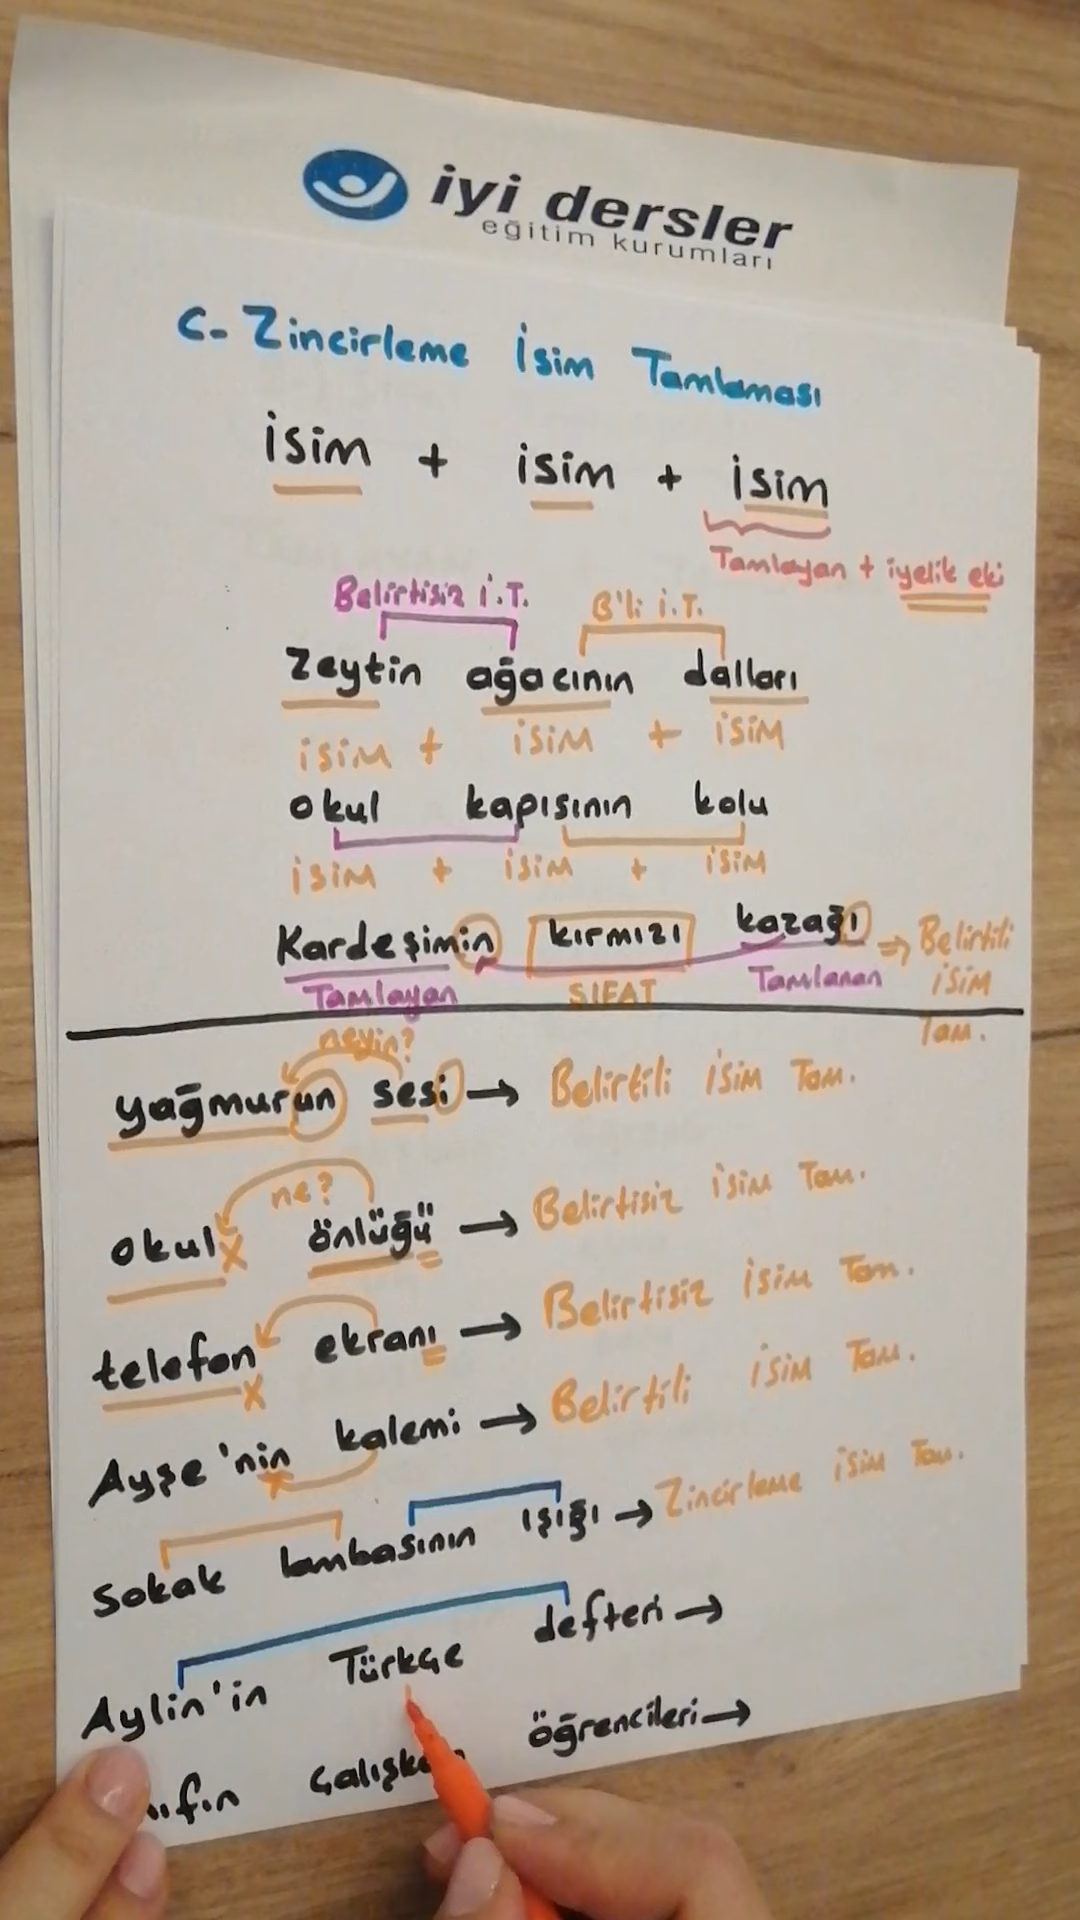 iyi dersler
eğitim kurumları
C- Zincirleme İsim Tamlaması
isim + isim + isim
Tamlayan + iyelik eki
Belirtisiz İ.T. B'li İ.T.
Zeytin ağacının dalları
isim + isim + isim
okul kapısının kolu
isim + isim + isim
Kardeşimin kırmızı kazağı => Belirtili isim Tam.
Tamlayan SIFAT Tamlanan
neyin?
yağmurun sesi → Belirtili isim Tam.
ne?
okul x önlüğü → Belirtisiz isim Tam.
telefon x ekranı → Belirtisiz isim Tam.
Ayşe'nin kalemi → Belirtili isim Tam.
Sokak lambasının ışığı → Zincirleme isim Tam.
Aylin'in Türkçe defteri →
öğrencileri →